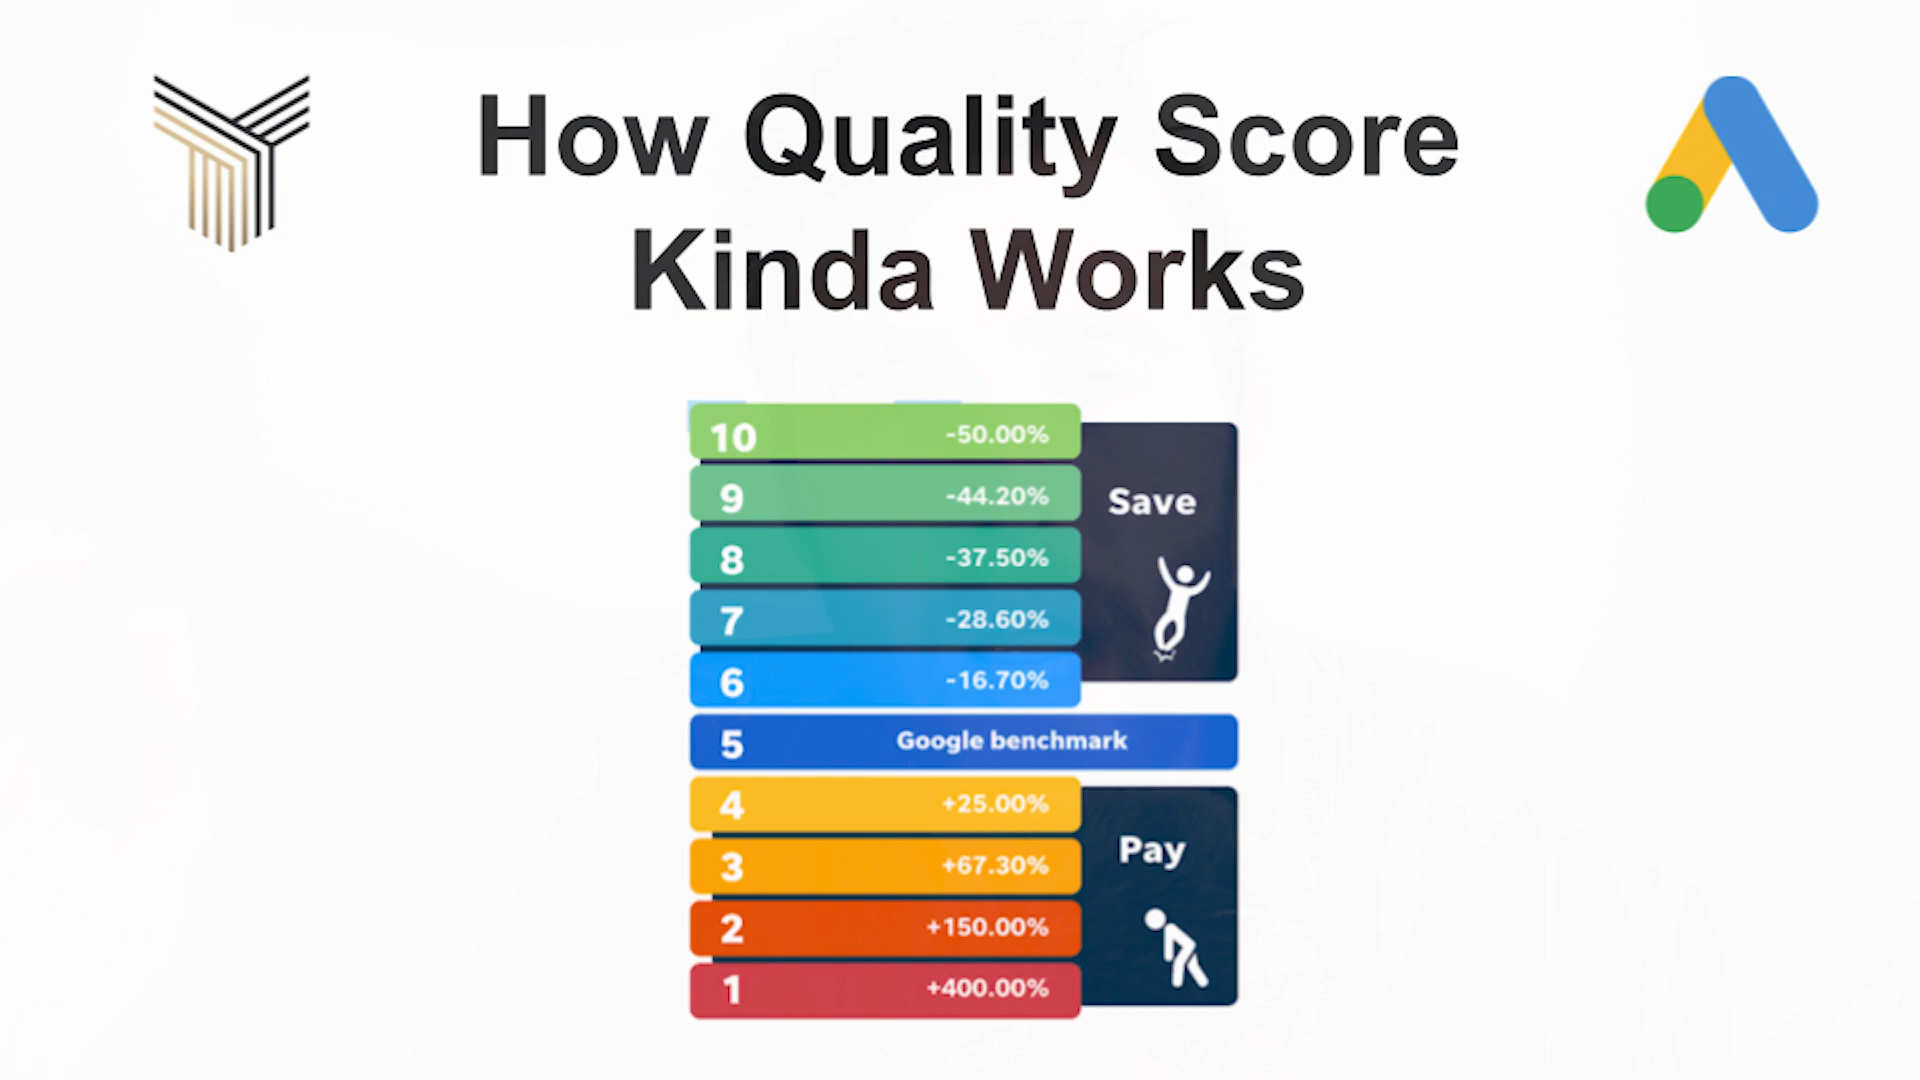 How Quality Score
Kinda Works
10 -50.00%
9 -44.20%
Save
8 -37.50%
7 -28.60%
6 -16.70%
5 Google benchmark
4 +25.00%
Pay
3 +67.30%
2 +150.00%
1 +400.00%